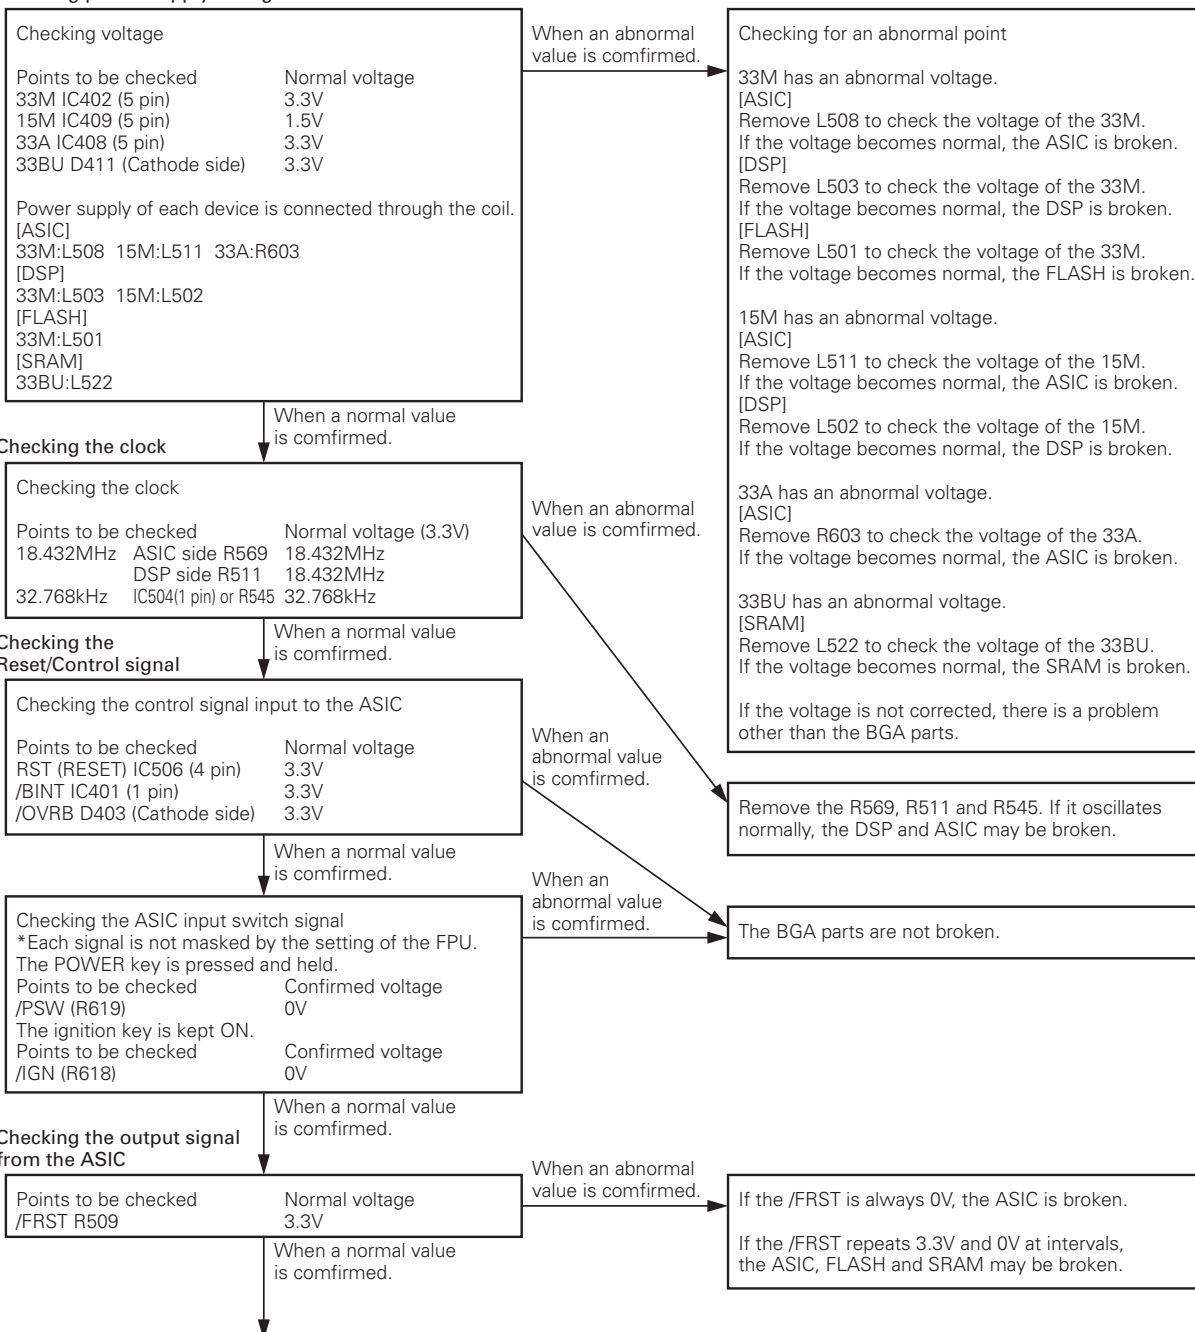 Checking voltage
Points to be checked Normal voltage
33M IC402 (5 pin) 3.3V
15M IC409 (5 pin) 1.5V
33A IC408 (5 pin) 3.3V
33BU D411 (Cathode side) 3.3V
Power supply of each device is connected through the coil.
[ASIC]
33M:L508 15M:L511 33A:R603
[DSP]
33M:L503 15M:L502
[FLASH]
33M:L501
[SRAM]
33BU:L522
When an abnormal
value is comfirmed.
Checking for an abnormal point
33M has an abnormal voltage.
[ASIC]
Remove L508 to check the voltage of the 33M.
If the voltage becomes normal, the ASIC is broken.
[DSP]
Remove L503 to check the voltage of the 33M.
If the voltage becomes normal, the DSP is broken.
[FLASH]
Remove L501 to check the voltage of the 33M.
If the voltage becomes normal, the FLASH is broken.
15M has an abnormal voltage.
[ASIC]
Remove L511 to check the voltage of the 15M.
If the voltage becomes normal, the ASIC is broken.
[DSP]
Remove L502 to check the voltage of the 15M.
If the voltage becomes normal, the DSP is broken.
33A has an abnormal voltage.
[ASIC]
Remove R603 to check the voltage of the 33A.
If the voltage becomes normal, the ASIC is broken.
33BU has an abnormal voltage.
[SRAM]
Remove L522 to check the voltage of the 33BU.
If the voltage becomes normal, the SRAM is broken.
If the voltage is not corrected, there is a problem
other than the BGA parts.
When a normal value
is comfirmed.
Checking the clock
Checking the clock
Points to be checked Normal voltage (3.3V)
18.432MHz ASIC side R569 18.432MHz
DSP side R511 18.432MHz
32.768kHz IC504(1 pin) or R545 32.768kHz
When an abnormal
value is comfirmed.
Remove the R569, R511 and R545. If it oscillates
normally, the DSP and ASIC may be broken.
When a normal value
is comfirmed.
Checking the
Reset/Control signal
Checking the control signal input to the ASIC
Points to be checked Normal voltage
RST (RESET) IC506 (4 pin) 3.3V
/BINT IC401 (1 pin) 3.3V
/OVRB D403 (Cathode side) 3.3V
When an
abnormal value
is comfirmed.
When a normal value
is comfirmed.
Checking the ASIC input switch signal
*Each signal is not masked by the setting of the FPU.
The POWER key is pressed and held.
Points to be checked Confirmed voltage
/PSW (R619) 0V
The ignition key is kept ON.
Points to be checked Confirmed voltage
/IGN (R618) 0V
When an
abnormal value
is comfirmed.
The BGA parts are not broken.
When a normal value
is comfirmed.
Checking the output signal
from the ASIC
Points to be checked Normal voltage
/FRST R509 3.3V
When an abnormal
value is comfirmed.
If the /FRST is always 0V, the ASIC is broken.
If the /FRST repeats 3.3V and 0V at intervals,
the ASIC, FLASH and SRAM may be broken.
When a normal value
is comfirmed.